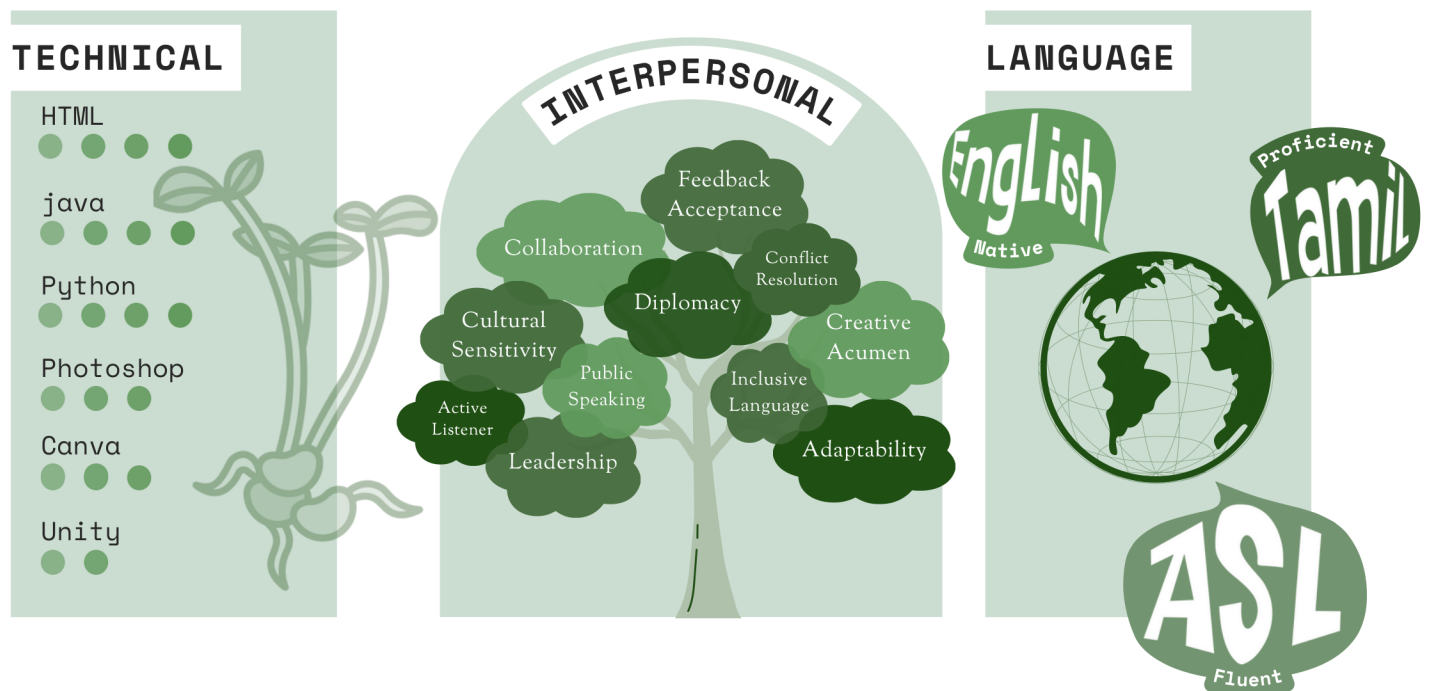 TECHNICAL
HTML
java
Python
Photoshop
Canva
Unity
INTERPERSONAL
Feedback
Acceptance
Collaboration
Conflict
Resolution
Diplomacy
Cultural
Sensitivity
Creative
Acumen
Public
Speaking
Inclusive
Language
Active
Listener
Leadership
Adaptability
LANGUAGE
English
Native
Proficient
Tamil
ASL
Fluent